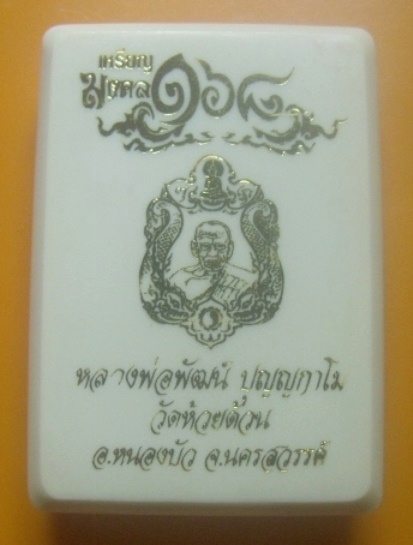 เหรียญ
มงคล ๑๖๘
หลวงพ่อพัฒน์ ปุญญกาโม
วัดห้วยด้วน
อ.หนองบัว จ.นครสวรรค์